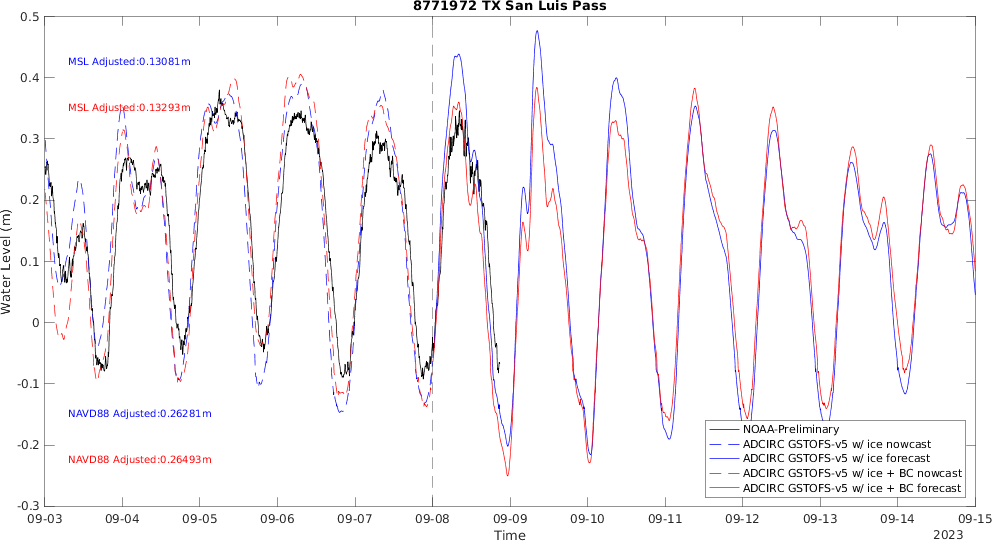 8771972 TX San Luis Pass
0.5
0.4
0.3
0.2
0.1
0
-0.1
-0.2
-0.3
Water Level (m)
MSL Adjusted:0.13081m
MSL Adjusted:0.13293m
NAVD88 Adjusted:0.26281m
NAVD88 Adjusted:0.26493m
NOAA-Preliminary
ADCIRC GSTOFS-v5 w/ ice nowcast
ADCIRC GSTOFS-v5 w/ ice forecast
ADCIRC GSTOFS-v5 w/ ice + BC nowcast
ADCIRC GSTOFS-v5 w/ ice + BC forecast
09-03 09-04 09-05 09-06 09-07 09-08 09-09 09-10 09-11 09-12 09-13 09-14 09-15
Time
2023